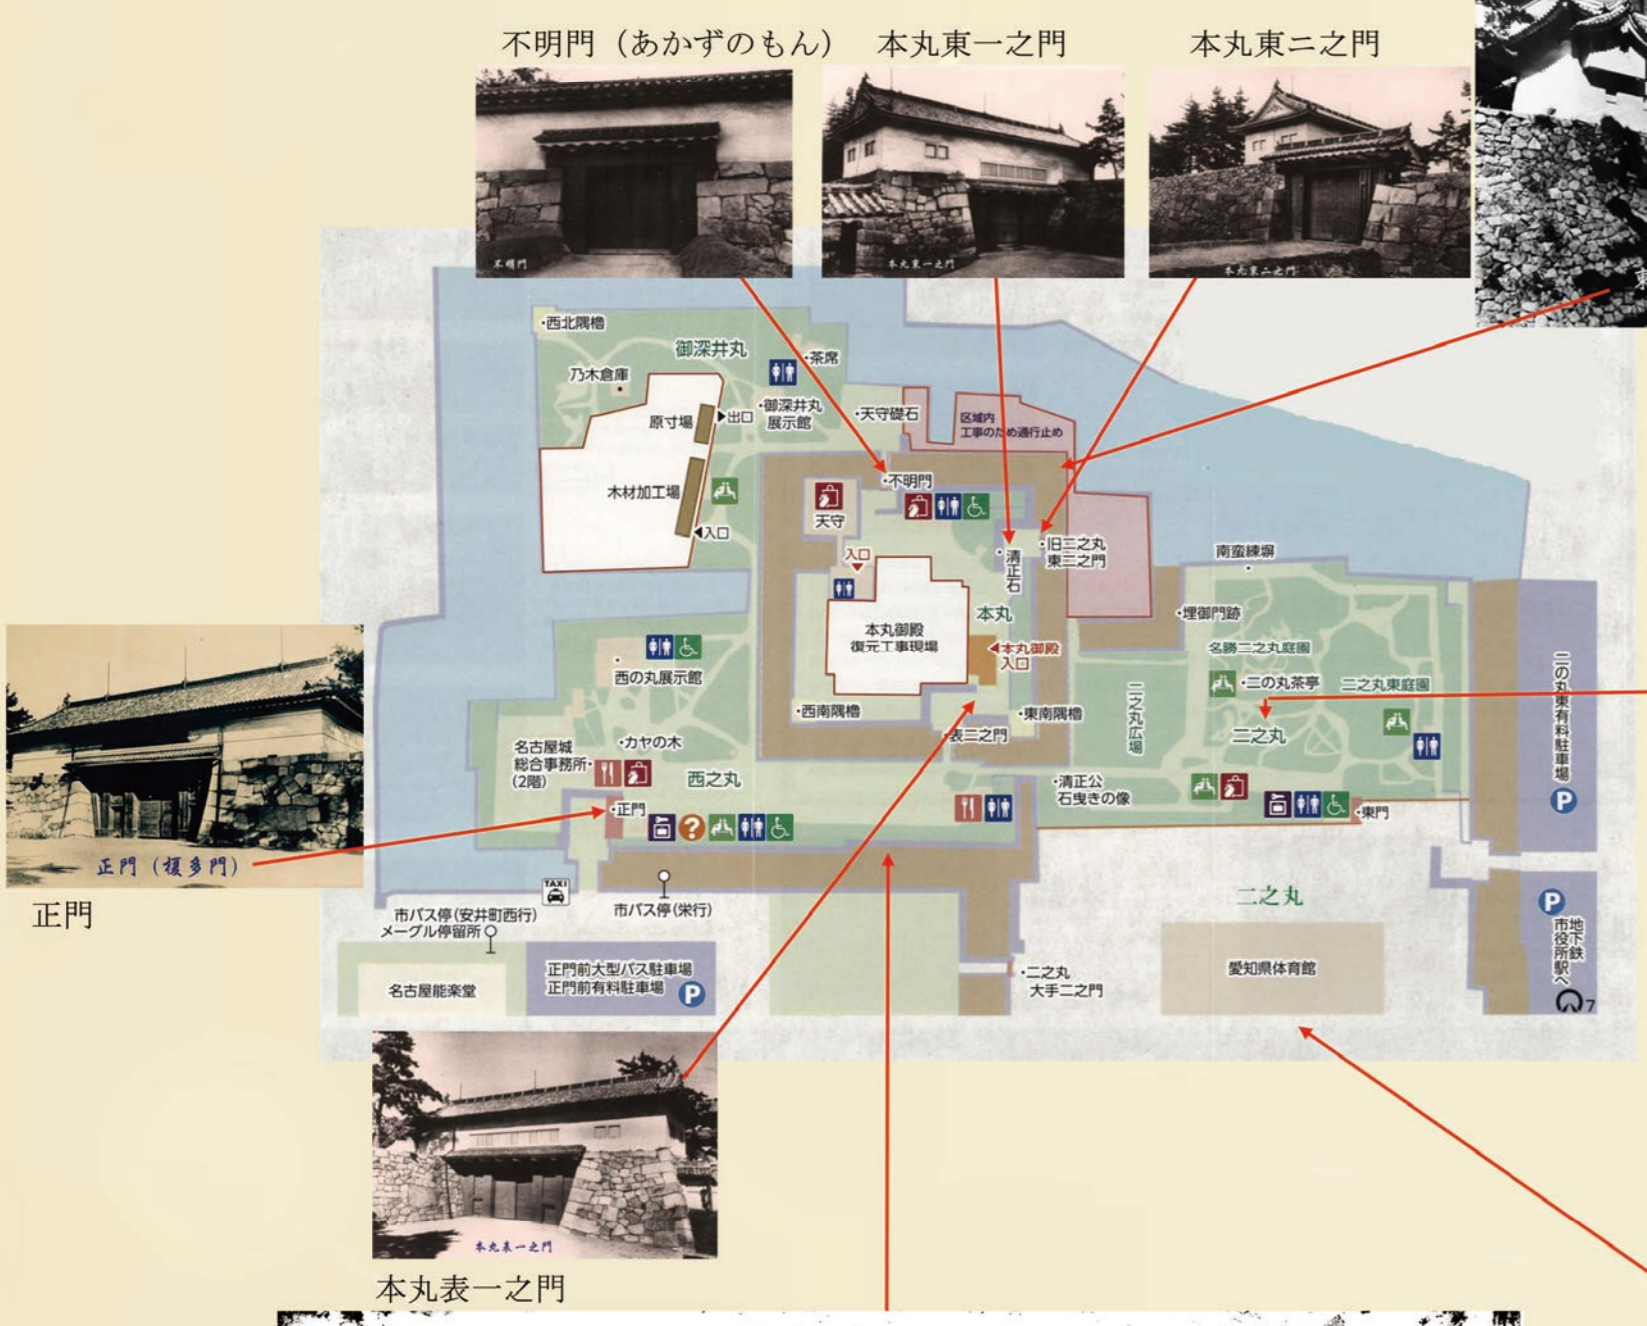 不明門（あかずのもん）
本丸東一之門
本丸東二之門
不明門
本丸東一之門
本丸東二之門
東
・西北隅櫓
御深井丸
・茶席
乃木倉庫
原寸場
▶出口
・御深井丸
展示館
・天守礎石
区域内
工事のため通行止め
木材加工場
◀入口
・不明門
天守
入口
・清正石
・旧二之丸
東二之門
南蛮練塀
・埋御門跡
本丸
本丸御殿
復元工事現場
◀本丸御殿
入口
名勝二之丸庭園
・二の丸茶亭
二之丸東庭園
二之丸
二之丸広場
二の丸東有料駐車場
P
西の丸展示館
・西南隅櫓
・東南隅櫓
・表二之門
・カヤの木
名古屋城
総合事務所・
(2階)
西之丸
・清正公
石曳きの像
・正門
?
・東門
正門（榎多門）
正門
TAXI
市バス停(安井町西行)
メーグル停留所
市バス停(栄行)
二之丸
P
地下鉄
市役所駅へ
7
名古屋能楽堂
正門前大型バス駐車場
正門前有料駐車場
P
・二之丸
大手二之門
愛知県体育館
本丸表一之門
本丸表一之門